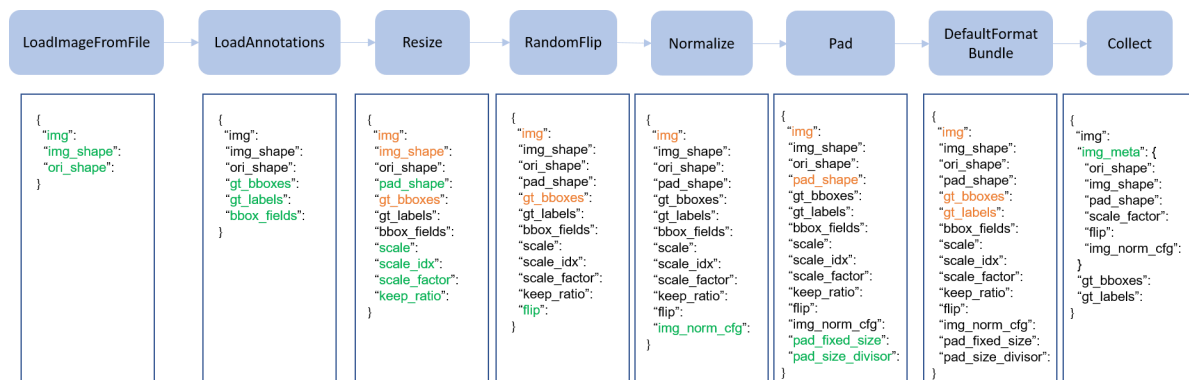 LoadImageFromFile
LoadAnnotations
Resize
RandomFlip
Normalize
Pad
DefaultFormat
Bundle
Collect
{
“img”:
“img_shape”:
“ori_shape”:
}
{
“img”:
“img_shape”:
“ori_shape”:
“gt_bboxes”:
“gt_labels”:
“bbox_fields”:
}
{
“img”:
“img_shape”:
“ori_shape”:
“pad_shape”:
“gt_bboxes”:
“gt_labels”:
“bbox_fields”:
“scale”:
“scale_idx”:
“scale_factor”:
“keep_ratio”:
}
{
“img”:
“img_shape”:
“ori_shape”:
“pad_shape”:
“gt_bboxes”:
“gt_labels”:
“bbox_fields”:
“scale”:
“scale_idx”:
“scale_factor”:
“keep_ratio”:
“flip”:
}
{
“img”:
“img_shape”:
“ori_shape”:
“pad_shape”:
“gt_bboxes”:
“gt_labels”:
“bbox_fields”:
“scale”:
“scale_idx”:
“scale_factor”:
“keep_ratio”:
“flip”:
“img_norm_cfg”:
}
{
“img”:
“img_shape”:
“ori_shape”:
“pad_shape”:
“gt_bboxes”:
“gt_labels”:
“bbox_fields”:
“scale”:
“scale_idx”:
“scale_factor”:
“keep_ratio”:
“flip”:
“img_norm_cfg”:
“pad_fixed_size”:
“pad_size_divisor”:
}
{
“img”:
“img_shape”:
“ori_shape”:
“pad_shape”:
“gt_bboxes”:
“gt_labels”:
“bbox_fields”:
“scale”:
“scale_idx”:
“scale_factor”:
“keep_ratio”:
“flip”:
“img_norm_cfg”:
“pad_fixed_size”:
“pad_size_divisor”:
}
{
“img”:
“img_meta”: {
“ori_shape”:
“img_shape”:
“pad_shape”:
“scale_factor”:
“flip”:
“img_norm_cfg”:
}
“gt_bboxes”:
“gt_labels”:
}